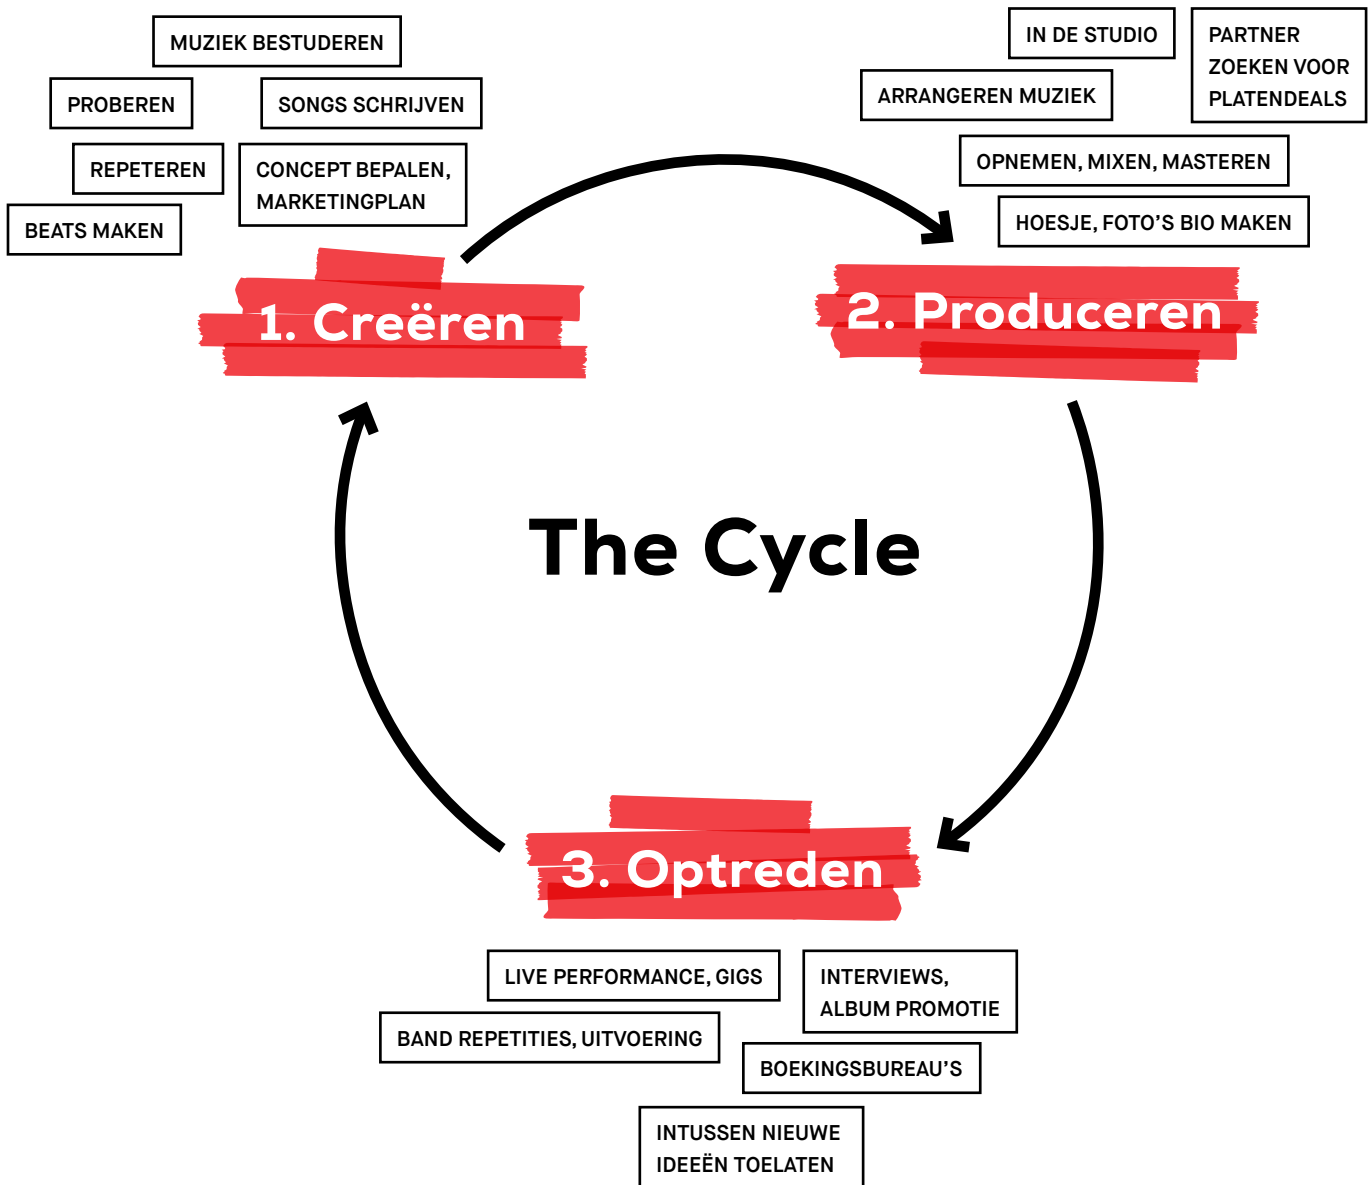 MUZIEK BESTUDEREN
PROBEREN
SONGS SCHRIJVEN
REPETEREN
CONCEPT BEPALEN,
MARKETINGPLAN
BEATS MAKEN
1. Creëren
IN DE STUDIO
PARTNER
ZOEKEN VOOR
PLATENDEALS
ARRANGEREN MUZIEK
OPNEMEN, MIXEN, MASTEREN
HOESJE, FOTO'S BIO MAKEN
2. Produceren
The Cycle
3. Optreden
LIVE PERFORMANCE, GIGS
INTERVIEWS,
ALBUM PROMOTIE
BAND REPETITIES, UITVOERING
BOEKINGSBUREAU'S
INTUSSEN NIEUWE
IDEEËN TOELATEN